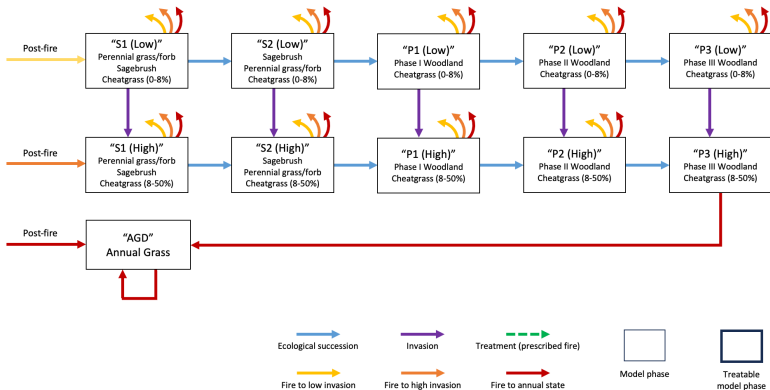 Post-fire
"S1 (Low)"
Perennial grass/forb
Sagebrush
Cheatgrass (0-8%)
"S2 (Low)"
Sagebrush
Perennial grass/forb
Cheatgrass (0-8%)
"P1 (Low)"
Phase I Woodland
Cheatgrass (0-8%)
"P2 (Low)"
Phase II Woodland
Cheatgrass (0-8%)
"P3 (Low)"
Phase III Woodland
Cheatgrass (0-8%)
Post-fire
"S1 (High)"
Perennial grass/forb
Sagebrush
Cheatgrass (8-50%)
"S2 (High)"
Sagebrush
Perennial grass/forb
Cheatgrass (8-50%)
"P1 (High)"
Phase I Woodland
Cheatgrass (8-50%)
"P2 (High)"
Phase II Woodland
Cheatgrass (8-50%)
"P3 (High)"
Phase III Woodland
Cheatgrass (8-50%)
Post-fire
"AGD"
Annual Grass
Ecological succession
Invasion
Treatment (prescribed fire)
Fire to low invasion
Fire to high invasion
Fire to annual state
Model phase
Treatable
model phase